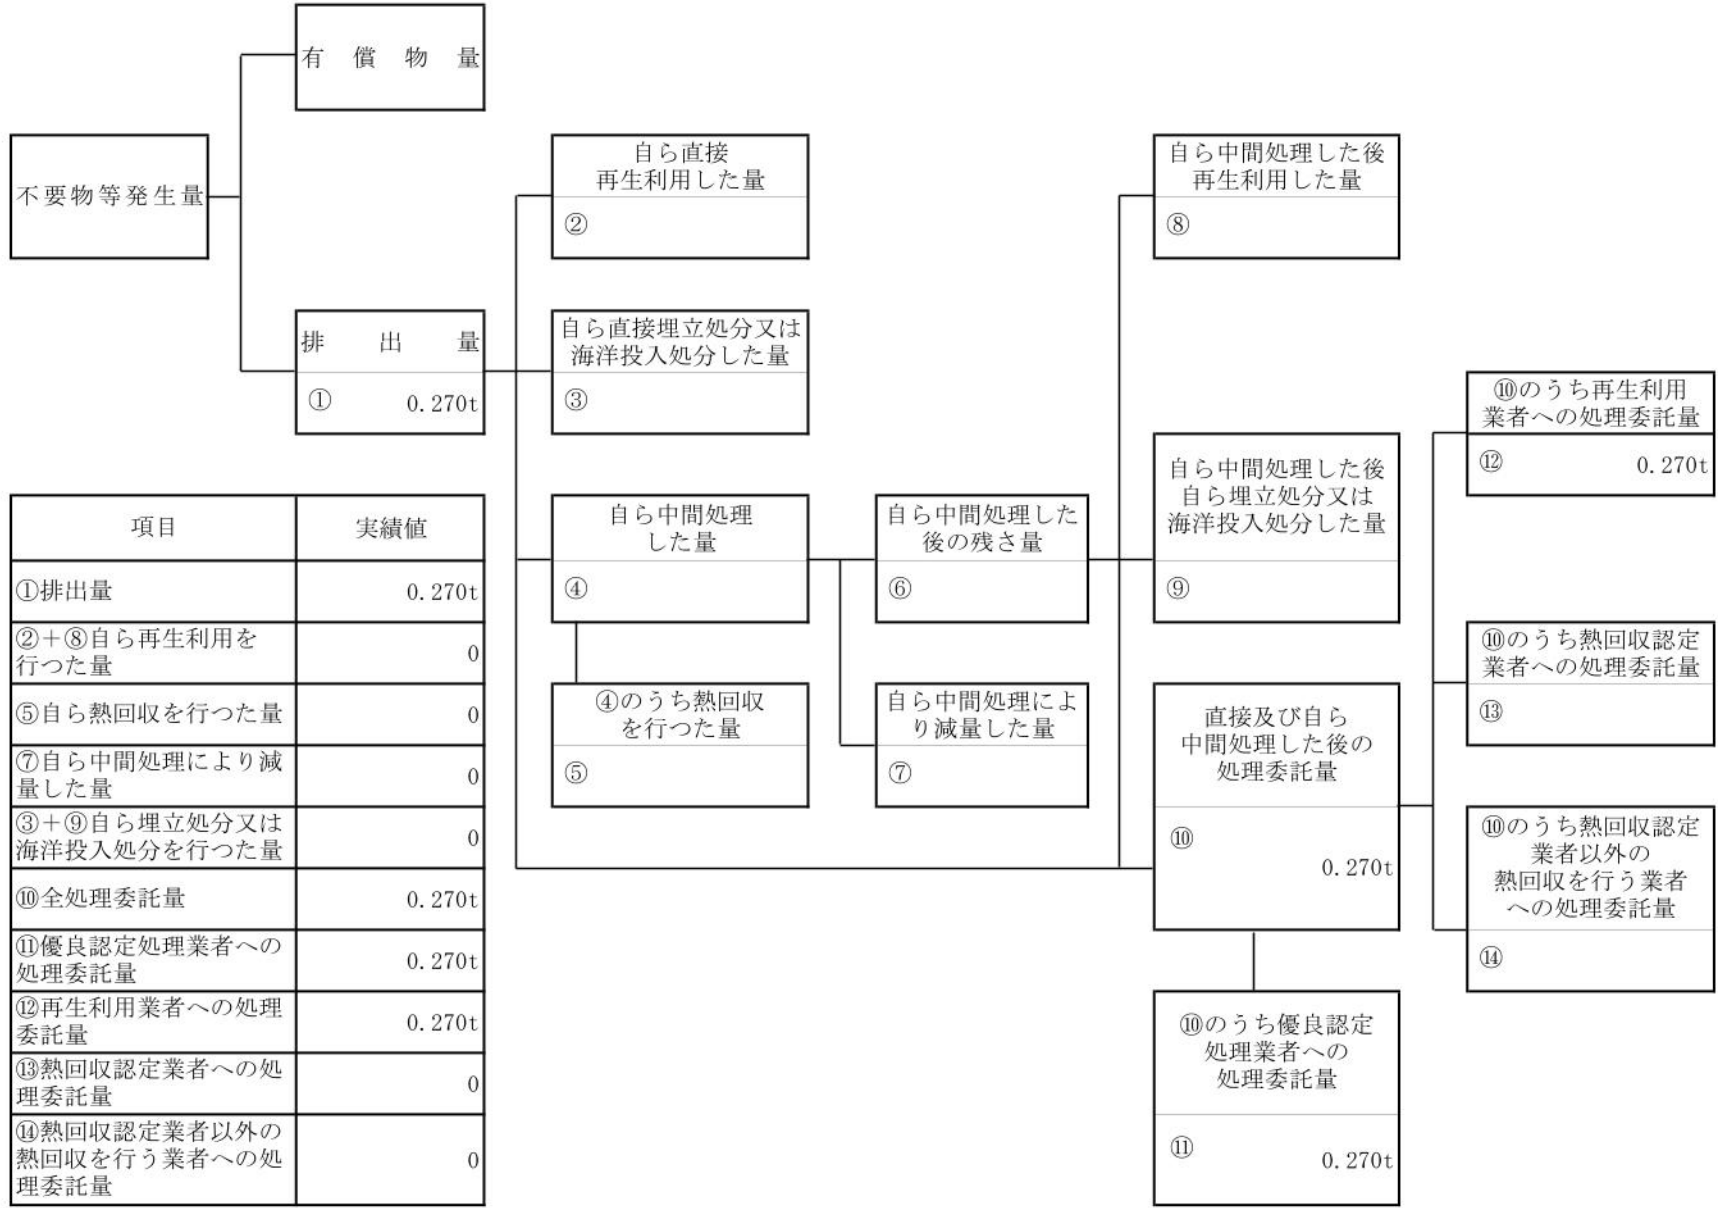 有償物量
不要物等発生量
排出量
① 0.270t
自ら直接
再生利用した量
②
自ら直接埋立処分又は
海洋投入処分した量
③
自ら中間処理
した量
④
④のうち熱回収
を行つた量
⑤
自ら中間処理した
後の残さ量
⑥
自ら中間処理によ
り減量した量
⑦
自ら中間処理した後
再生利用した量
⑧
自ら中間処理した後
自ら埋立処分又は
海洋投入処分した量
⑨
直接及び自ら
中間処理した後の
処理委託量
⑩
0.270t
⑩のうち優良認定
処理業者への
処理委託量
⑪
0.270t
⑩のうち再生利用
業者への処理委託量
⑫ 0.270t
⑩のうち熱回収認定
業者への処理委託量
⑬
⑩のうち熱回収認定
業者以外の
熱回収を行う業者
への処理委託量
⑭
項目 実績値
①排出量 0.270t
②＋⑧自ら再生利用を
行つた量 0
⑤自ら熱回収を行つた量 0
⑦自ら中間処理により減
量した量 0
③＋⑨自ら埋立処分又は
海洋投入処分を行つた量 0
⑩全処理委託量 0.270t
⑪優良認定処理業者への
処理委託量 0.270t
⑫再生利用業者への処理
委託量 0.270t
⑬熱回収認定業者への処
理委託量 0
⑭熱回収認定業者以外の
熱回収を行う業者への処
理委託量 0